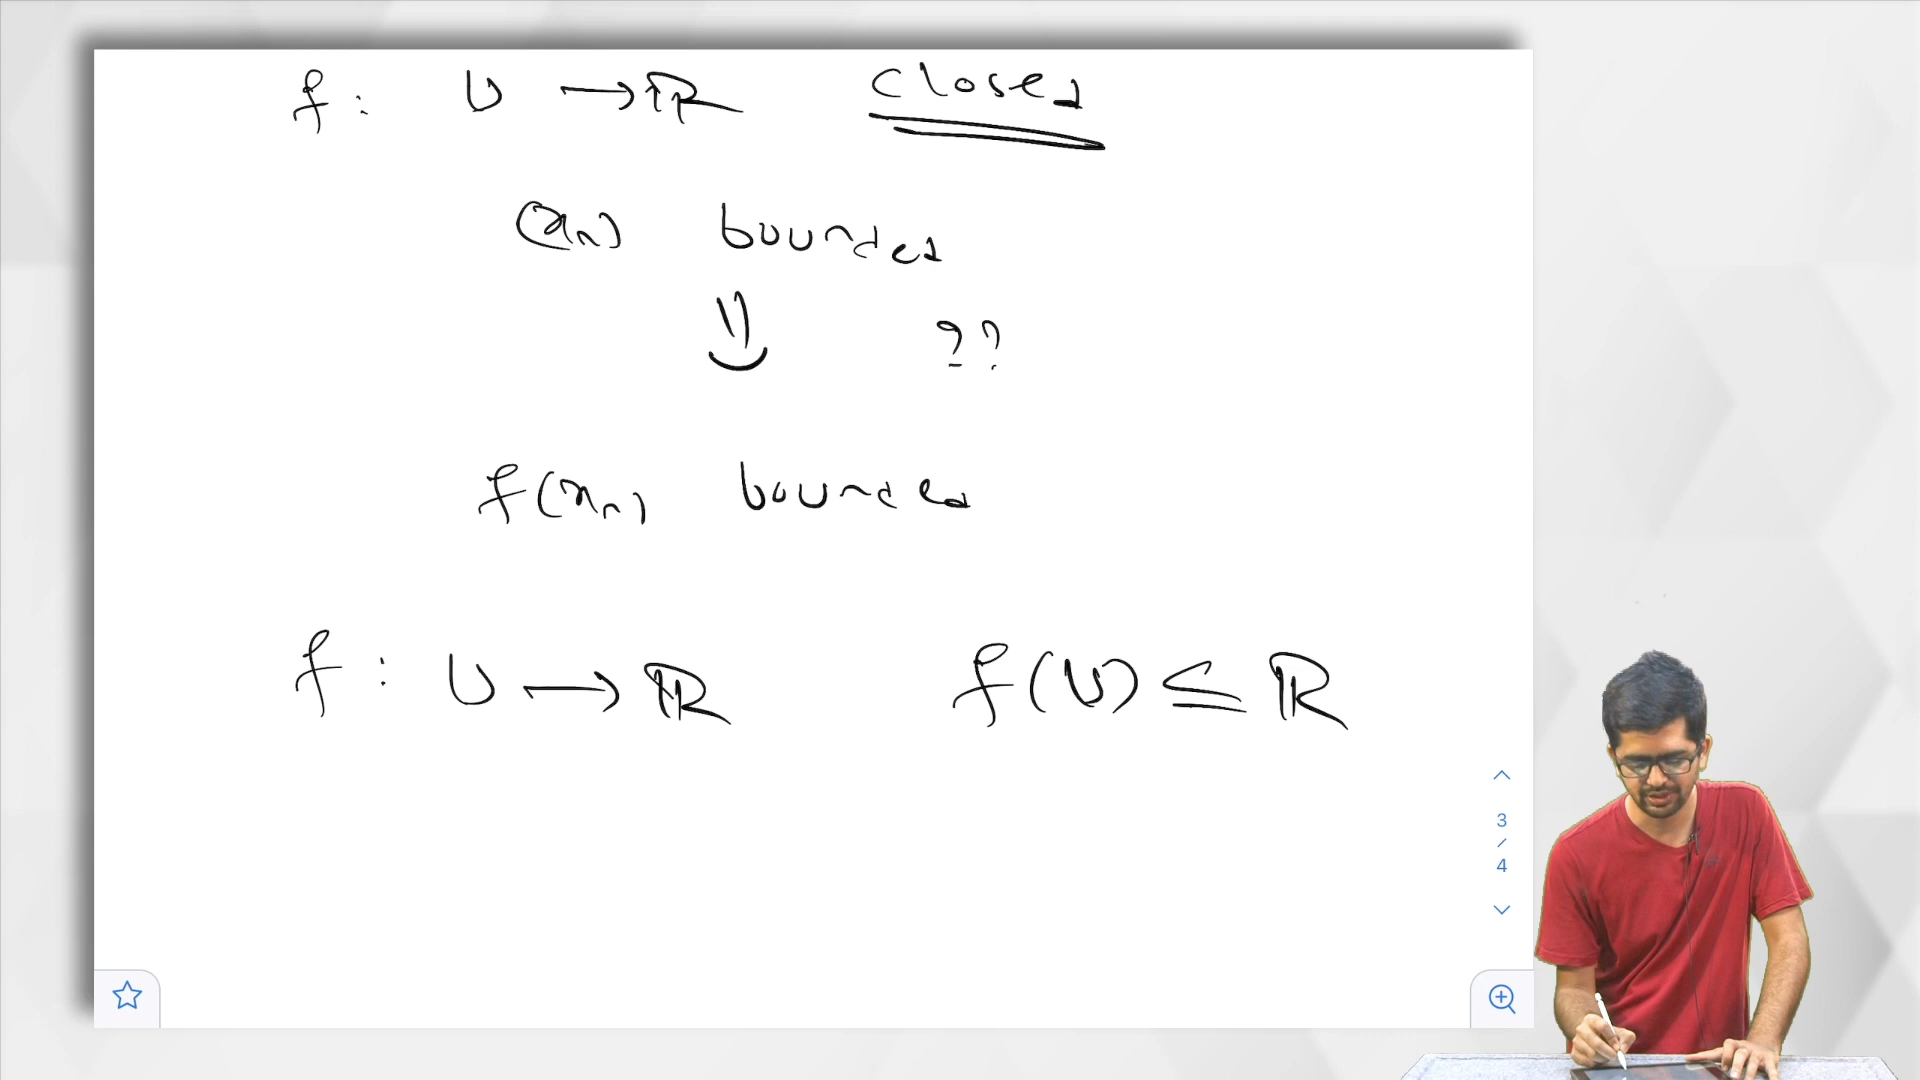 f : U → ℝ closed
(xn) bounded
⇓ ??
f(xn) bounded
f : U → ℝ f(U) ⊆ ℝ
3
/
4